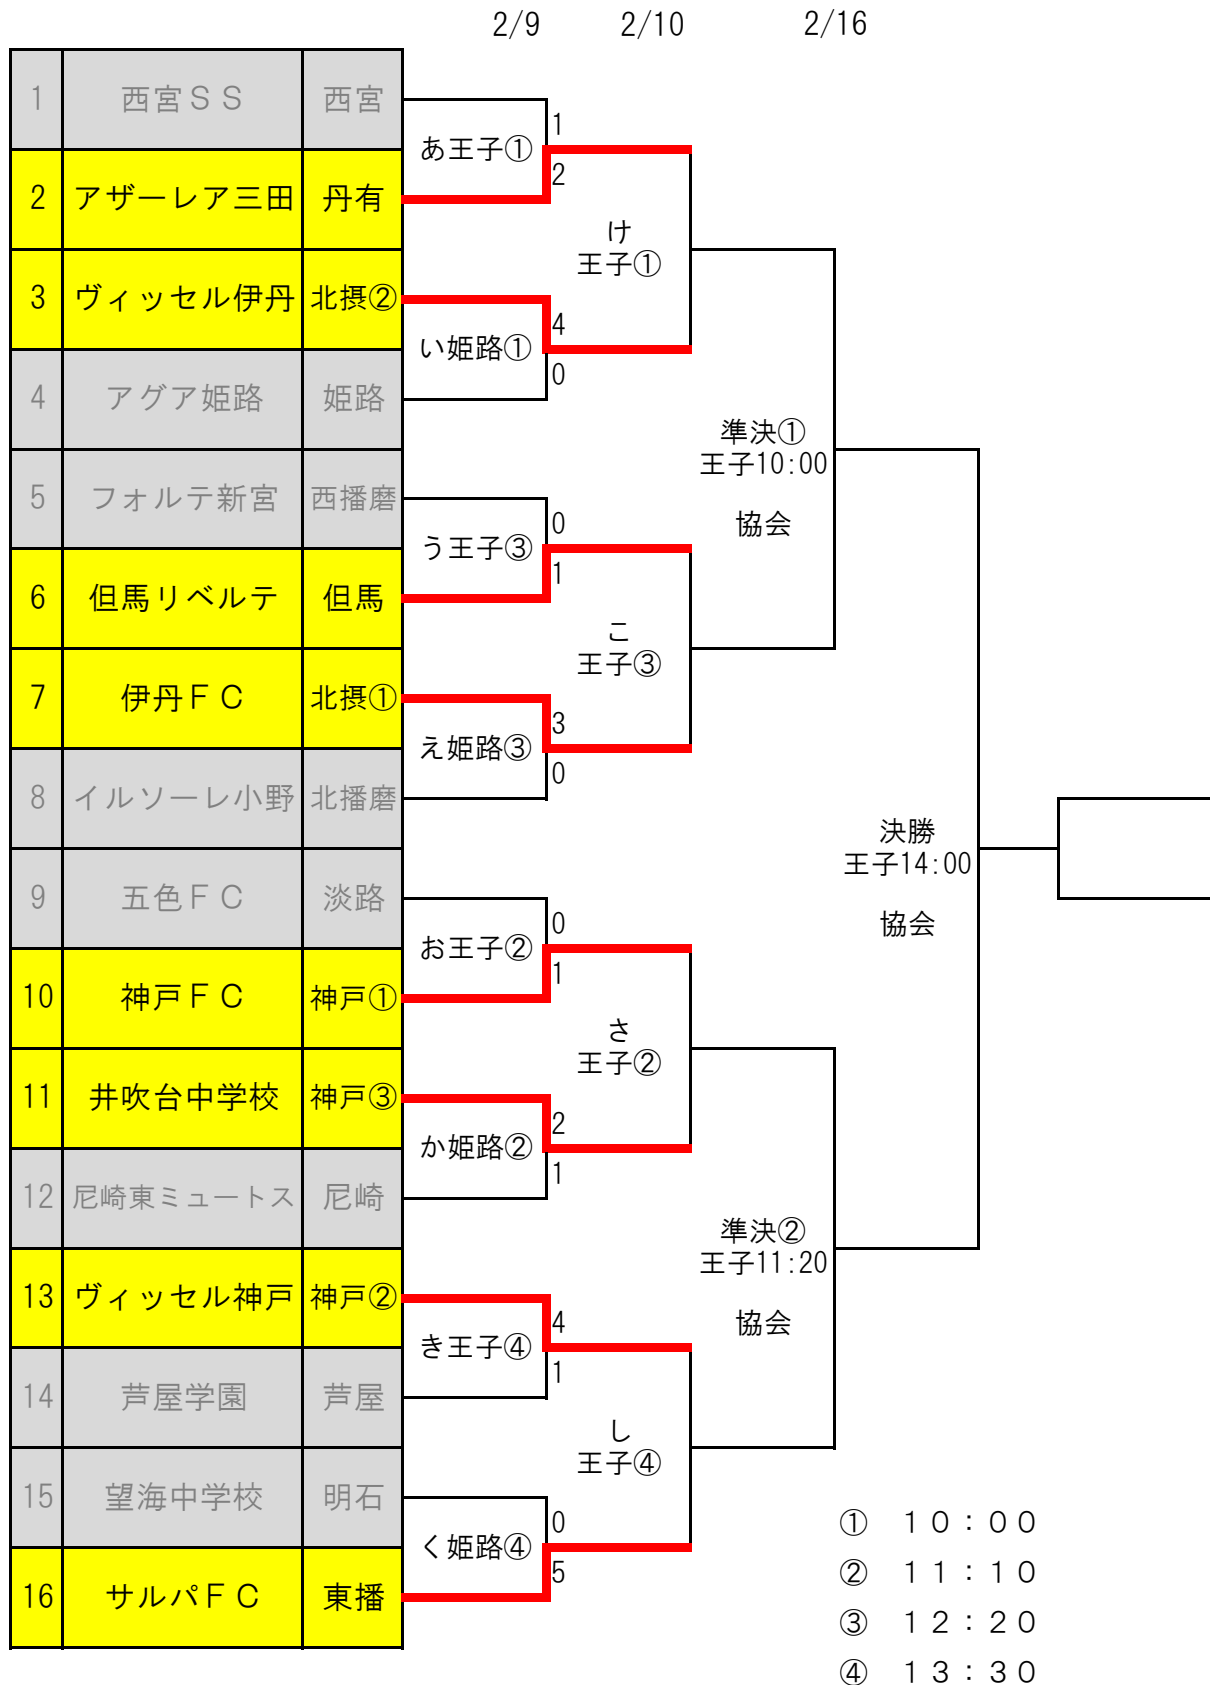 2/9 2/10 2/16
1 西宮ＳＳ 西宮
あ王子① 1 2
2 アザーレア三田 丹有
け
王子①
3 ヴィッセル伊丹 北摂②
い姫路① 4 0
4 アグア姫路 姫路
準決①
王子10:00
協会
5 フォルテ新宮 西播磨
う王子③ 0 1
6 但馬リベルテ 但馬
こ
王子③
7 伊丹ＦＣ 北摂①
え姫路③ 3 0
8 イルソーレ小野 北播磨
決勝
王子14:00
協会
9 五色ＦＣ 淡路
お王子② 0 1
10 神戸ＦＣ 神戸①
さ
王子②
11 井吹台中学校 神戸③
か姫路② 2 1
12 尼崎東ミュートス 尼崎
準決②
王子11:20
協会
13 ヴィッセル神戸 神戸②
き王子④ 4 1
14 芦屋学園 芦屋
し
王子④
15 望海中学校 明石
く姫路④ 0 5
16 サルパＦＣ 東播
① １０：００
② １１：１０
③ １２：２０
④ １３：３０